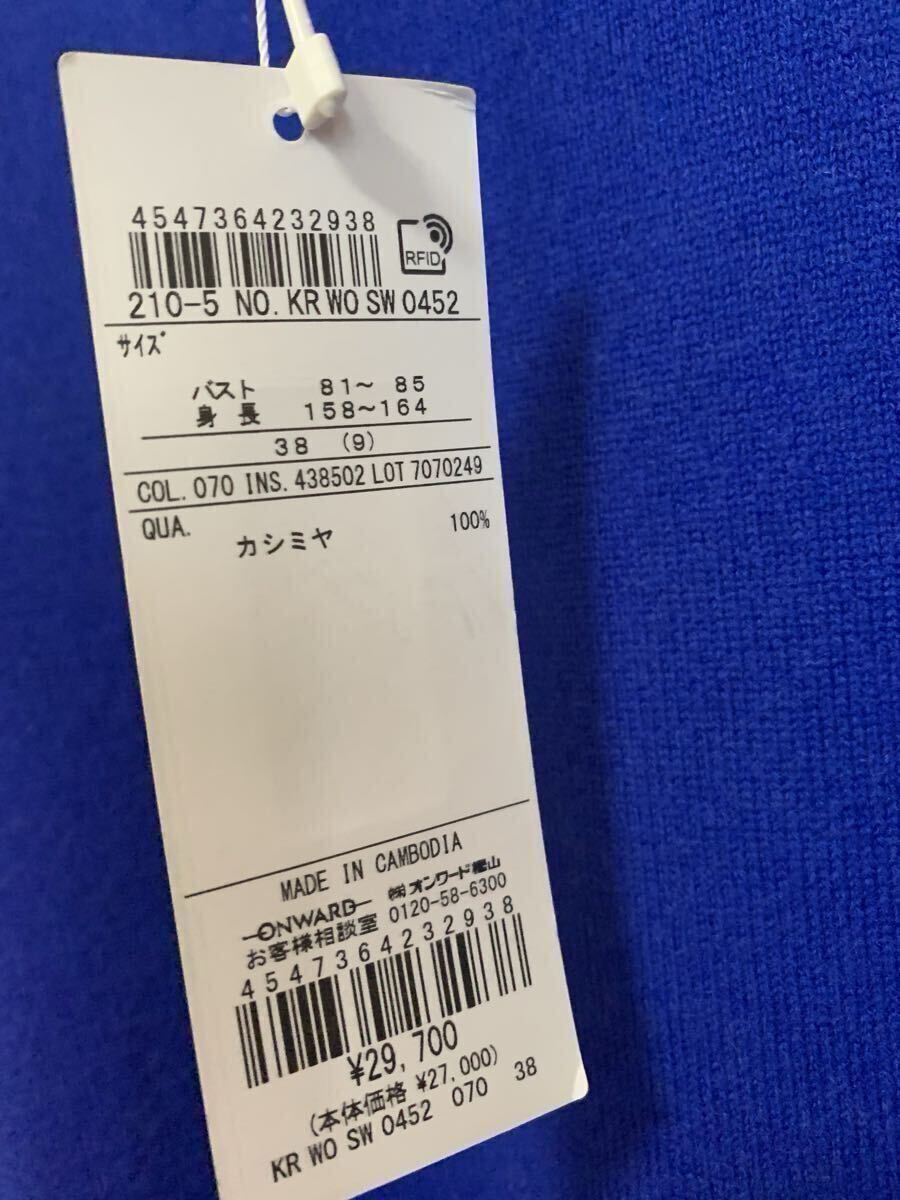 4547364232938
RFID
210-5 NO. KR WO SW 0452
サイズ
バスト 81～ 85
身長 158～164
38 (9)
COL. 070 INS. 438502 LOT 7070249
QUA.
カシミヤ 100%
MADE IN CAMBODIA
ONWARD ㈱オンワード樫山
お客様相談室 0120-58-6300
4547364232938
¥29,700
(本体価格 ¥27,000)
KR WO SW 0452 070 38